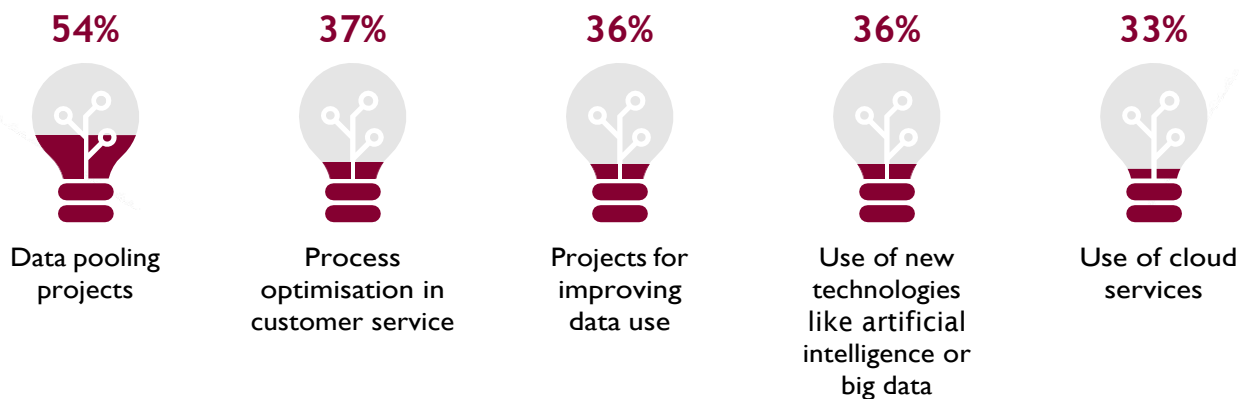 54%
Data pooling
projects
37%
Process
optimisation in
customer service
36%
Projects for
improving
data use
36%
Use of new
technologies
like artificial
intelligence or
big data
33%
Use of cloud
services